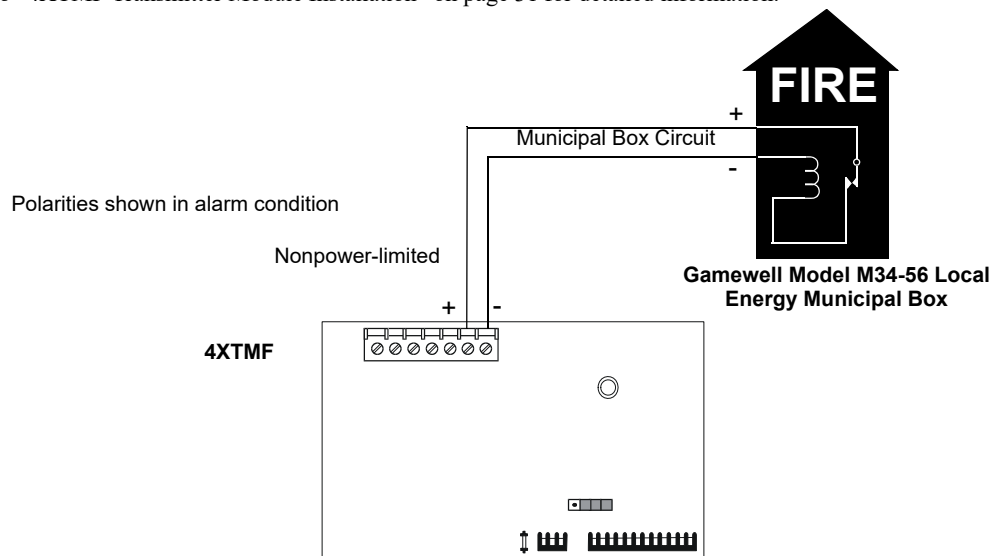 "4XTMF Transmitter Module Installation" on page 31 for detailed information.
FIRE
+
Municipal Box Circuit
-
Polarities shown in alarm condition
Nonpower-limited
Gamewell Model M34-56 Local
Energy Municipal Box
+ -
4XTMF